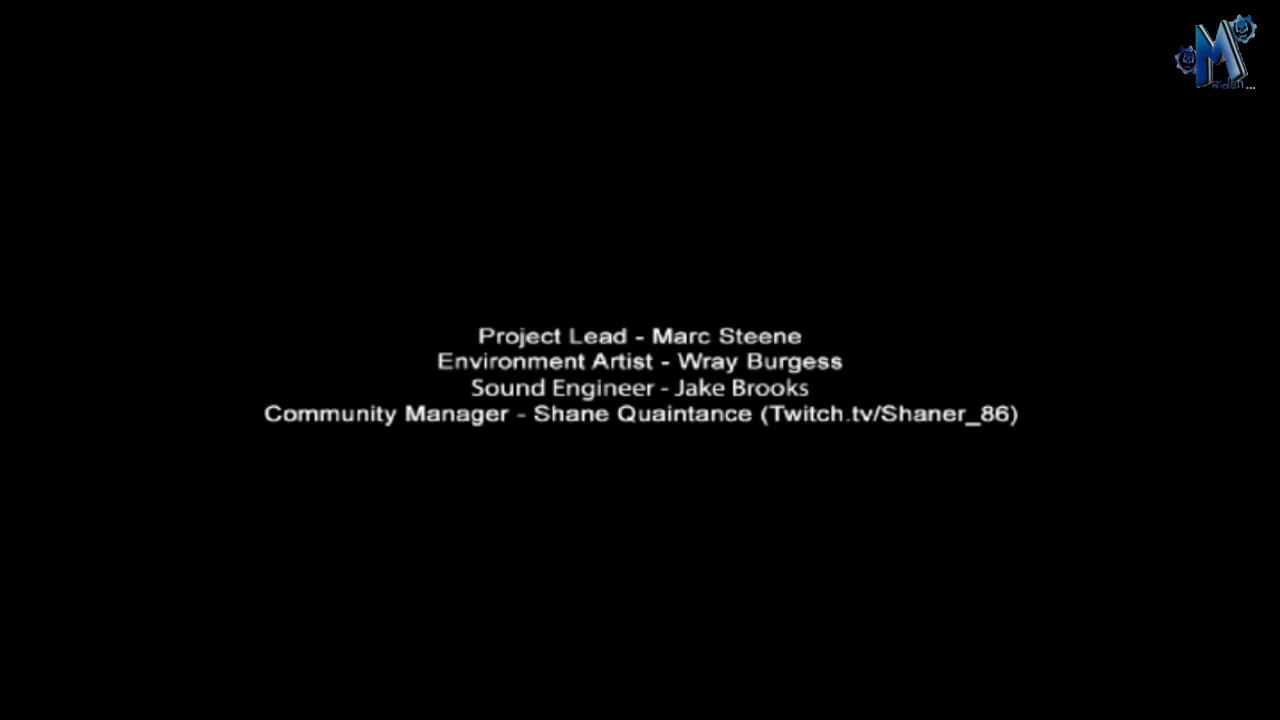 Project Lead - Marc Steene
Environment Artist - Wray Burgess
Sound Engineer - Jake Brooks
Community Manager - Shane Quaintance (Twitch.tv/Shaner_86)
M